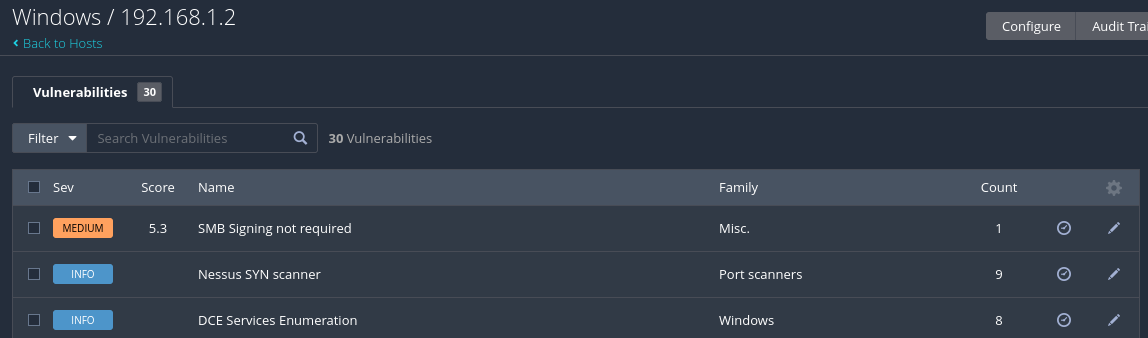 Windows / 192.168.1.2
Back to Hosts
Configure Audit Trai
Vulnerabilities 30
Filter Search Vulnerabilities 30 Vulnerabilities
Sev Score Name Family Count
MEDIUM 5.3 SMB Signing not required Misc. 1
INFO Nessus SYN scanner Port scanners 9
INFO DCE Services Enumeration Windows 8